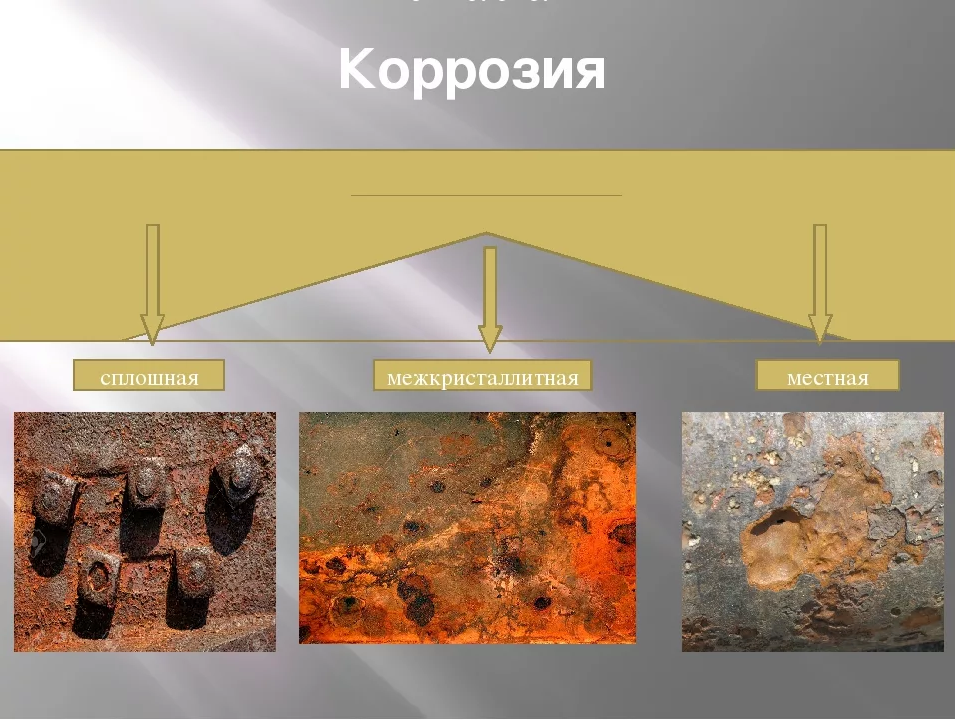 Коррозия
сплошная
межкристаллитная
местная